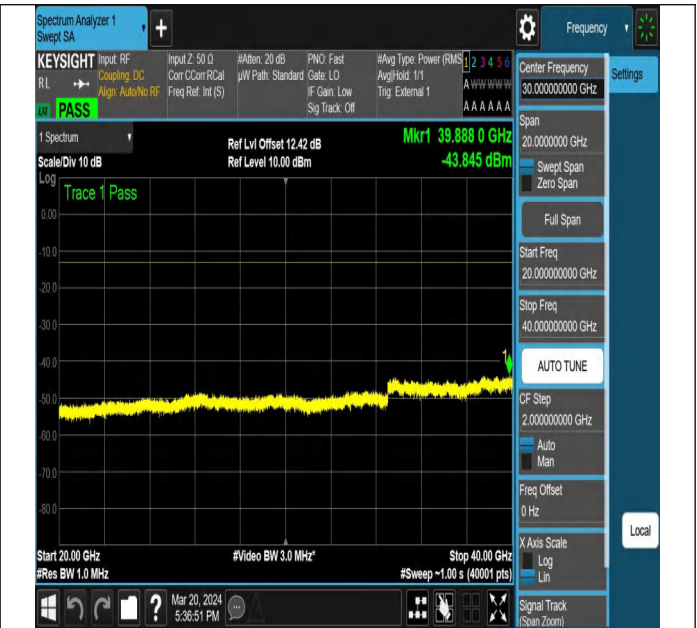 Spectrum Analyzer 1
Swept SA
+
Frequency
KEYSIGHT
RL
PASS
Input: RF
Coupling: DC
Align: Auto/No RF
Input Z: 50 Ω
Corr CCorr RCal
Freq Ref: Int (S)
#Atten: 20 dB
µW Path: Standard
PNO: Fast
Gate: LO
IF Gain: Low
Sig Track: Off
#Avg Type: Power (RMS
Avg|Hold: 1/1
Trig: External 1
1 2 3 4 5 6
A W W W W W
A A A A A A
Center Frequency
30.000000000 GHz
Settings
1 Spectrum
Ref Lvl Offset 12.42 dB
Mkr1 39.888 0 GHz
Scale/Div 10 dB
Ref Level 10.00 dBm
-43.845 dBm
Log
Trace 1 Pass
0.00
-10.0
-20.0
-30.0
-40.0
-50.0
-60.0
-70.0
-80.0
1
Start 20.00 GHz
#Video BW 3.0 MHz*
Stop 40.00 GHz
#Res BW 1.0 MHz
#Sweep ~1.00 s (40001 pts)
Span
20.0000000 GHz
Swept Span
Zero Span
Full Span
Start Freq
20.000000000 GHz
Stop Freq
40.000000000 GHz
AUTO TUNE
CF Step
2.000000000 GHz
Auto
Man
Freq Offset
0 Hz
X Axis Scale
Log
Lin
Signal Track
(Span Zoom)
Local
?
Mar 20, 2024
5:36:51 PM